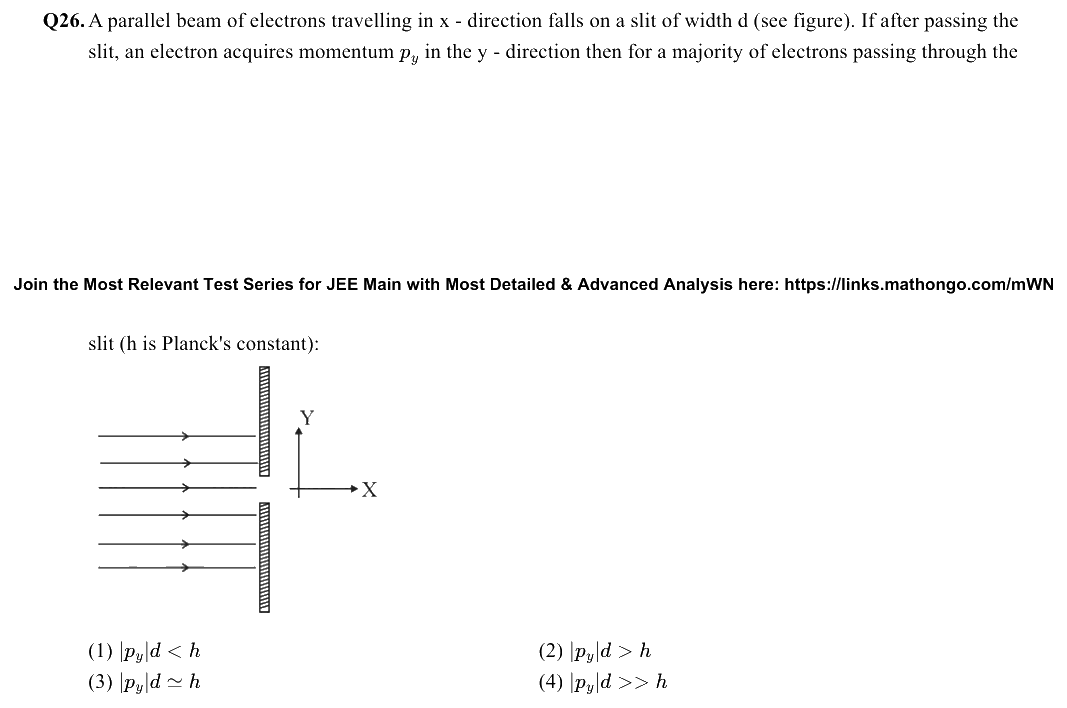 Q26. A parallel beam of electrons travelling in x - direction falls on a slit of width d (see figure). If after passing the
slit, an electron acquires momentum p_y in the y - direction then for a majority of electrons passing through the
Join the Most Relevant Test Series for JEE Main with Most Detailed & Advanced Analysis here: https://links.mathongo.com/mWN
slit (h is Planck's constant):
Y
X
(1) |p_y|d < h (2) |p_y|d > h
(3) |p_y|d ≃ h (4) |p_y|d >> h